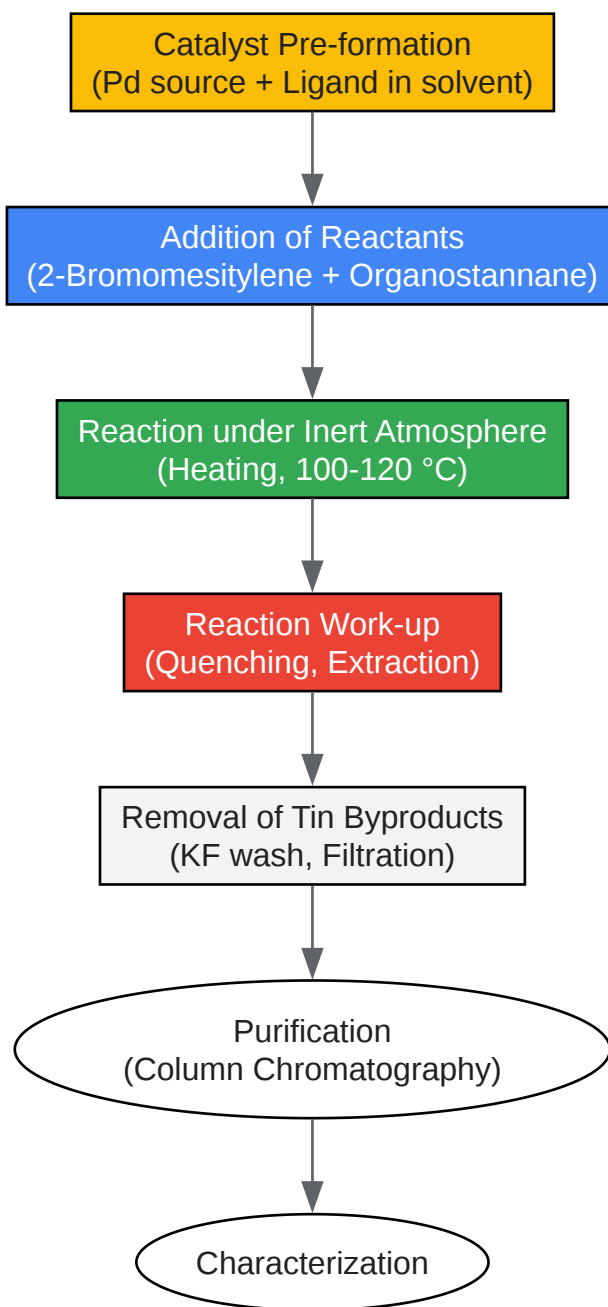 Catalyst Pre-formation
(Pd source + Ligand in solvent)
Addition of Reactants
(2-Bromomesitylene + Organostannane)
Reaction under Inert Atmosphere
(Heating, 100-120 °C)
Reaction Work-up
(Quenching, Extraction)
Removal of Tin Byproducts
(KF wash, Filtration)
Purification
(Column Chromatography)
Characterization